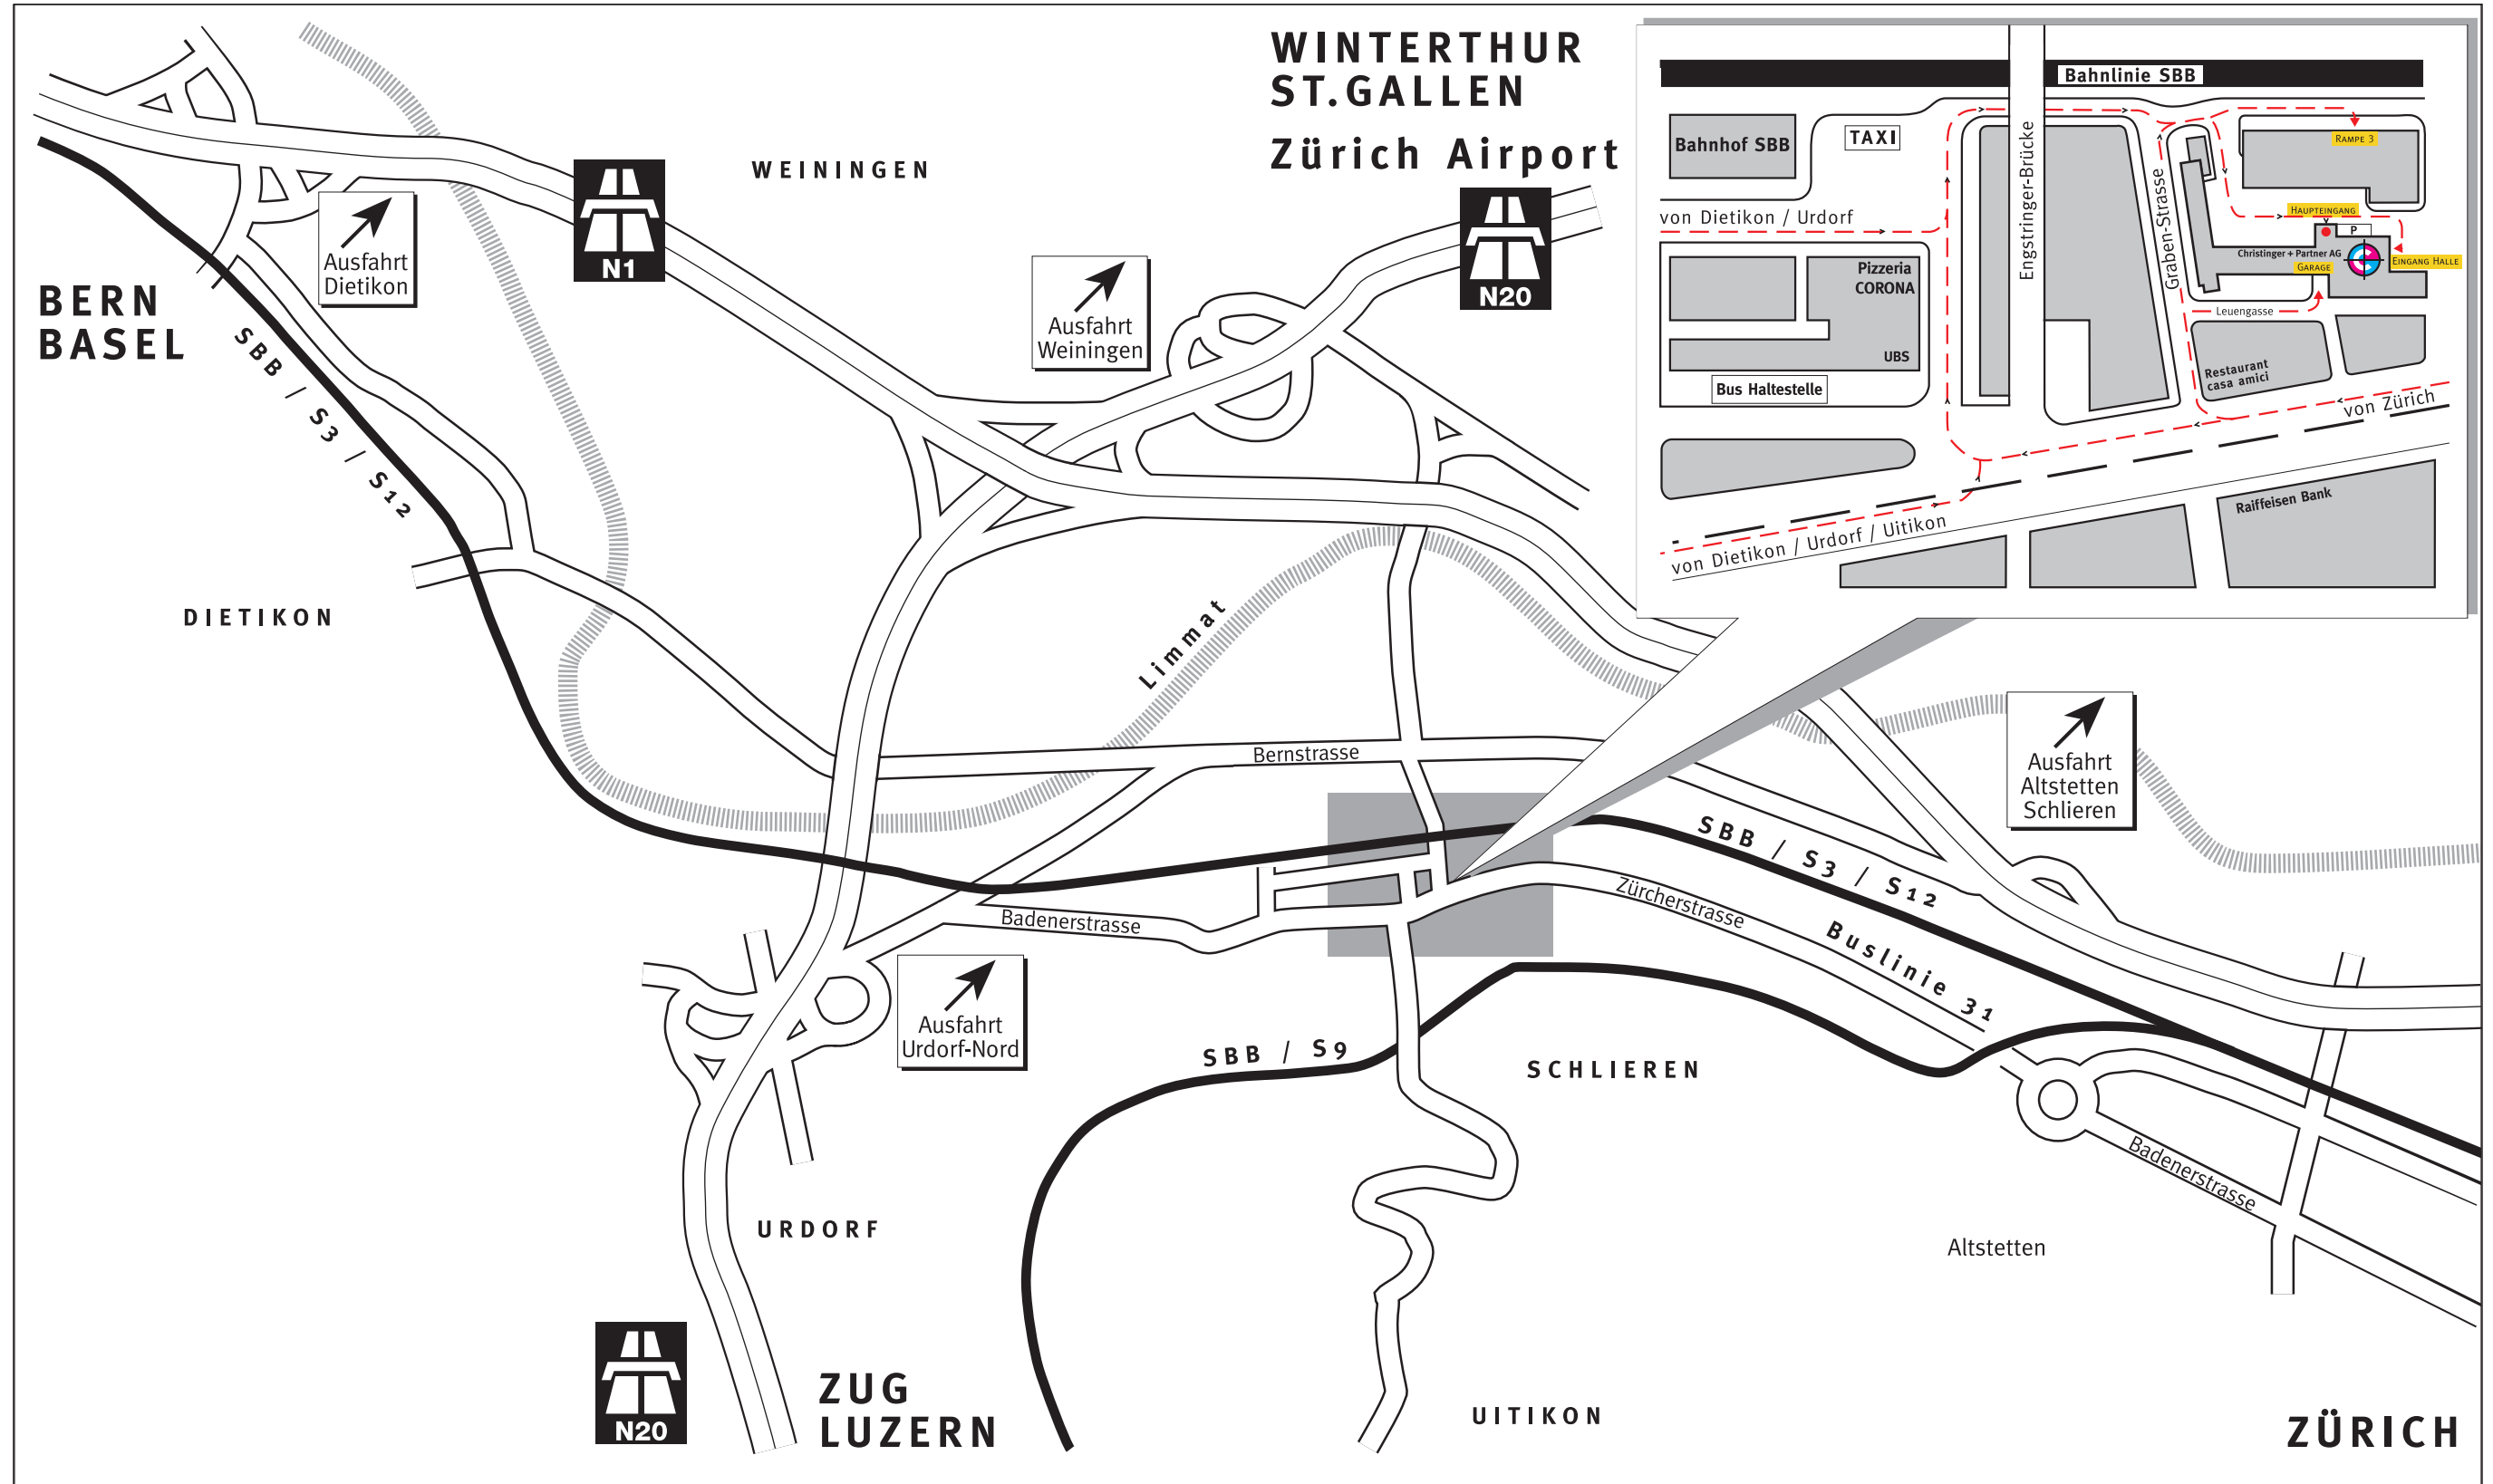 WINTERTHUR
ST.GALLEN
Zürich Airport
WEININGEN
N1
N20
Ausfahrt
Dietikon
Ausfahrt
Weiningen
BERN
BASEL
SBB / S3 / S12
DIETIKON
Limmat
Bernstrasse
Bahnlinie SBB
Bahnhof SBB
TAXI
Engstringer-Brücke
Graben-Strasse
RAMPE 3
von Dietikon / Urdorf
HAUPTEINGANG
P
Christinger + Partner AG
GARAGE
EINGANG HALLE
Pizzeria
CORONA
UBS
Leuengasse
Bus Haltestelle
Restaurant
casa amici
von Zürich
Raiffeisen Bank
von Dietikon / Urdorf / Uitikon
Ausfahrt
Altstetten
Schlieren
SBB / S3 / S12
Zürcherstrasse
Badenerstrasse
Buslinie 31
Ausfahrt
Urdorf-Nord
SBB / S9
SCHLIEREN
Badenerstrasse
URDORF
Altstetten
N20
ZUG
LUZERN
UITIKON
ZÜRICH